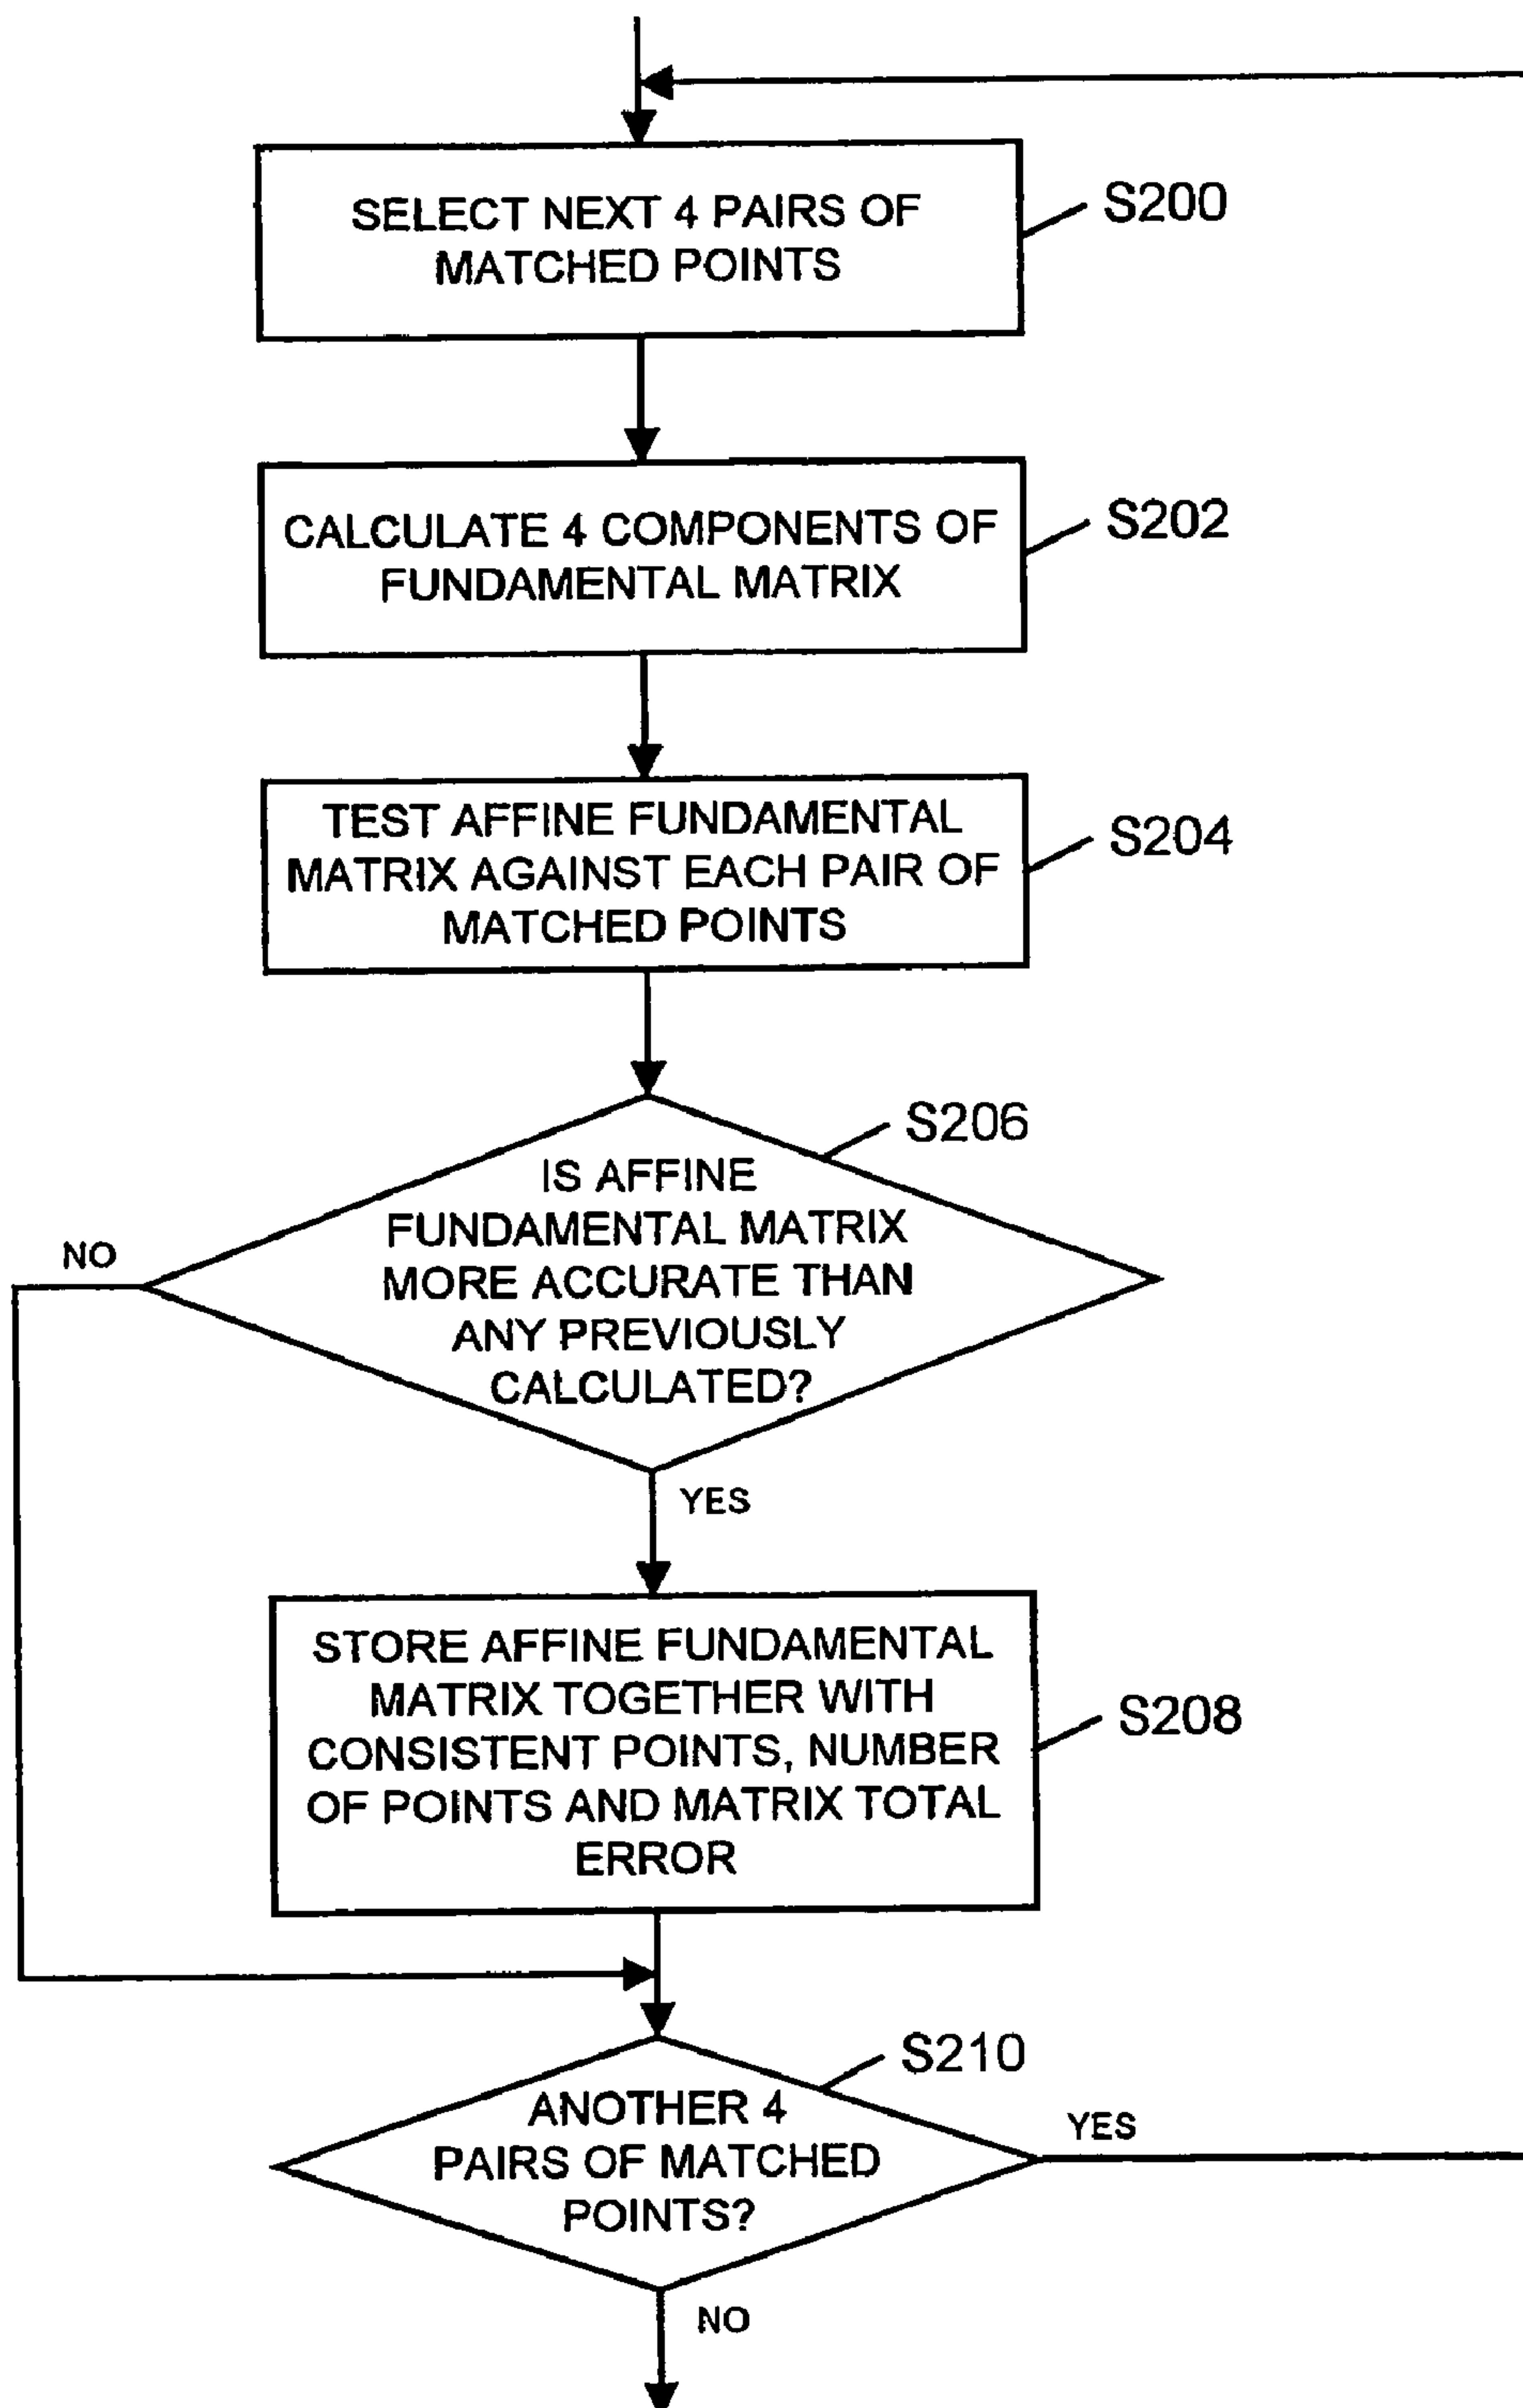 SELECT NEXT 4 PAIRS OF
MATCHED POINTS
S200
CALCULATE 4 COMPONENTS OF
FUNDAMENTAL MATRIX
S202
TEST AFFINE FUNDAMENTAL
MATRIX AGAINST EACH PAIR OF
MATCHED POINTS
S204
S206
IS AFFINE
FUNDAMENTAL MATRIX
MORE ACCURATE THAN
ANY PREVIOUSLY
CALCULATED?
NO
YES
STORE AFFINE FUNDAMENTAL
MATRIX TOGETHER WITH
CONSISTENT POINTS, NUMBER
OF POINTS AND MATRIX TOTAL
ERROR
S208
S210
ANOTHER 4
PAIRS OF MATCHED
POINTS?
YES
NO